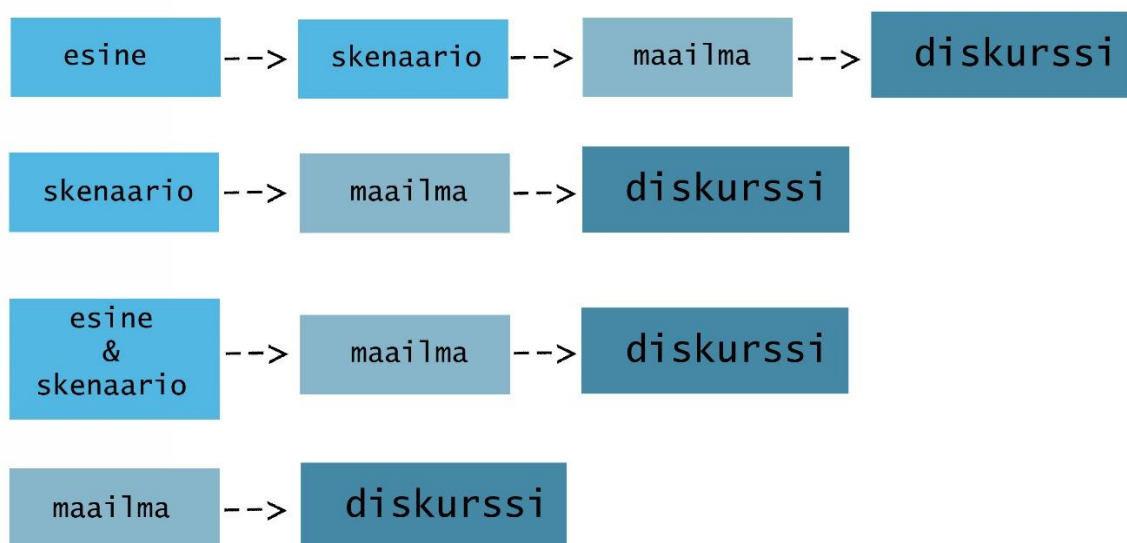 esine --> skenaario --> maailma --> diskurssi
skenaario --> maailma --> diskurssi
esine
&
skenaario --> maailma --> diskurssi
maailma --> diskurssi